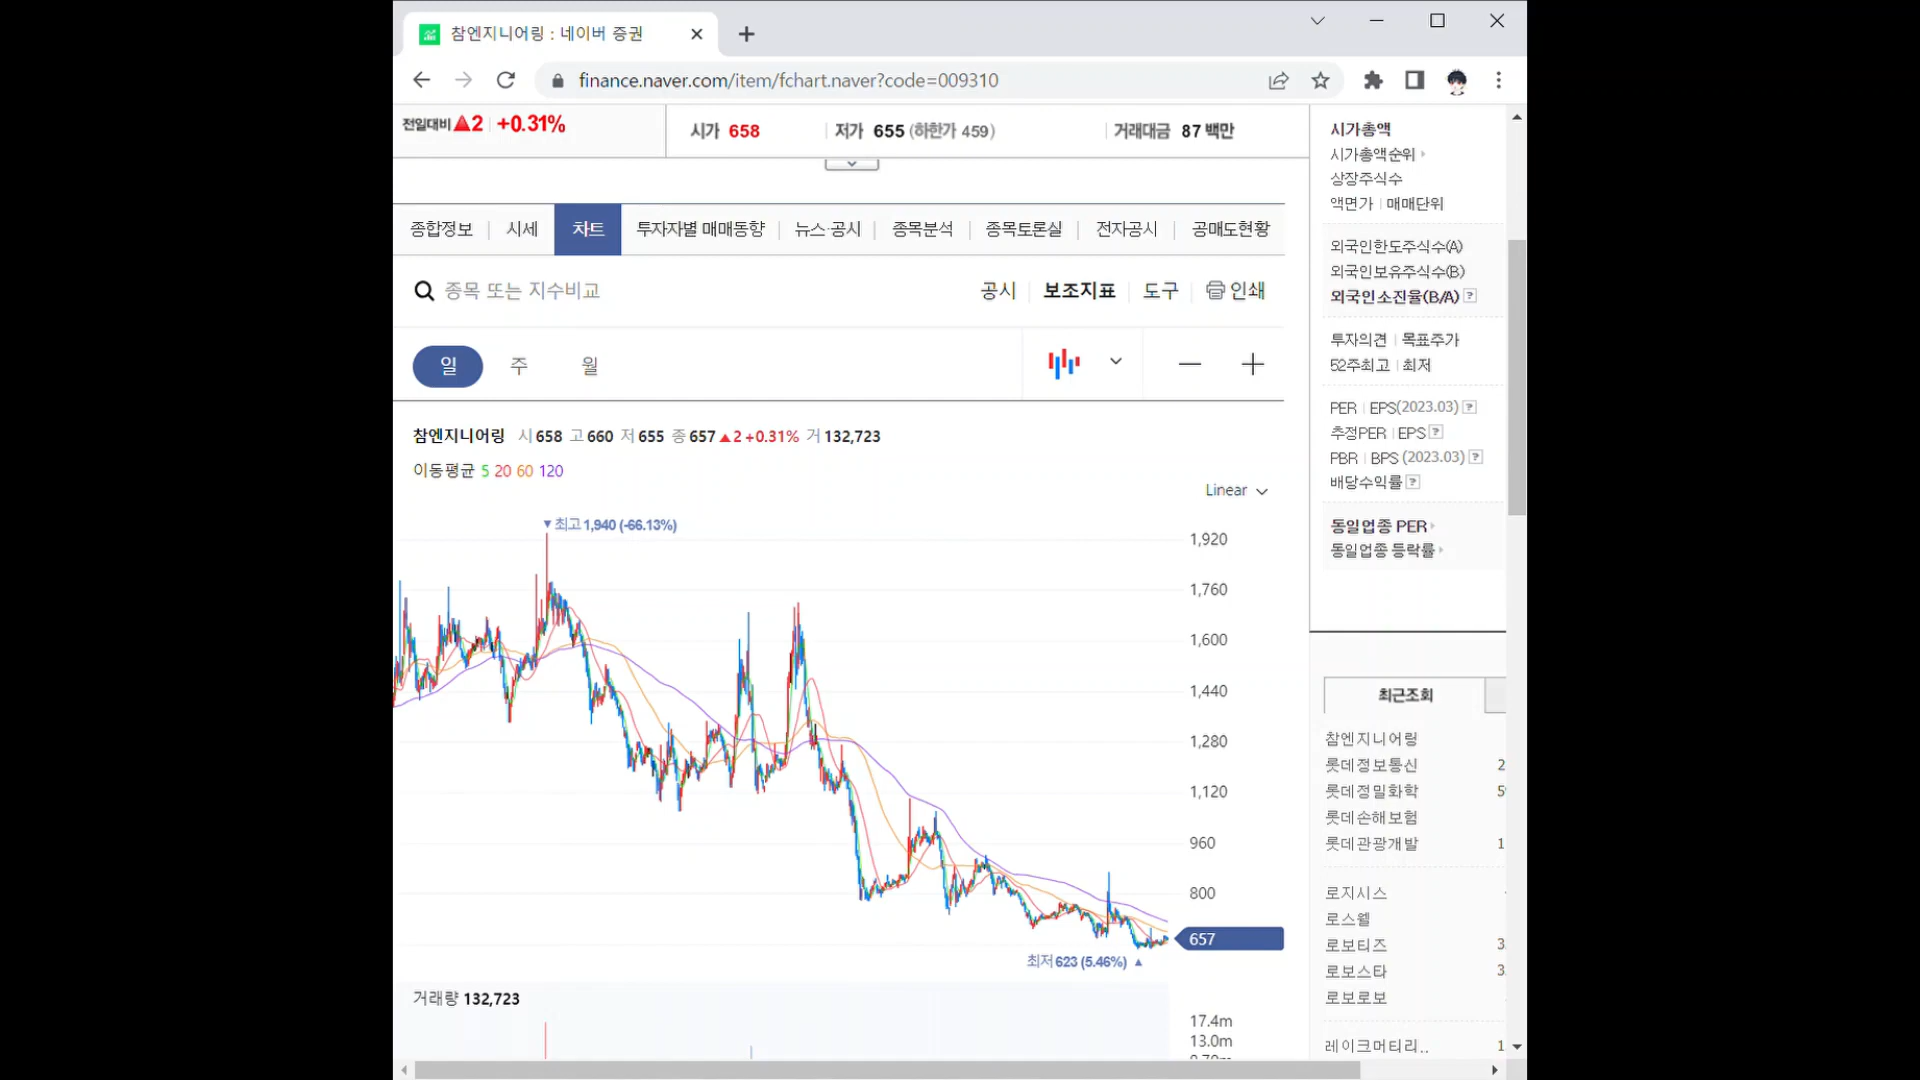 참엔지니어링 : 네이버 증권
finance.naver.com/item/fchart.naver?code=009310
전일대비 ▲2 +0.31%
시가 658
저가 655 (하한가 459)
거래대금 87 백만
종합정보 시세 차트 투자자별 매매동향 뉴스·공시 종목분석 종목토론실 전자공시 공매도현황
종목 또는 지수비교
공시 보조지표 도구 인쇄
일 주 월
참엔지니어링 시 658 고 660 저 655 종 657 ▲2 +0.31% 거 132,723
이동평균 5 20 60 120
Linear
▼최고 1,940 (-66.13%)
1,920
1,760
1,600
1,440
1,280
1,120
960
800
657
최저 623 (5.46%) ▲
거래량 132,723
17.4m
13.0m
시가총액
시가총액순위
상장주식수
액면가 매매단위
외국인한도주식수(A)
외국인보유주식수(B)
외국인소진율(B/A) ?
투자의견 목표주가
52주최고 최저
PER EPS(2023.03) ?
추정PER EPS ?
PBR BPS (2023.03) ?
배당수익률 ?
동일업종 PER
동일업종 등락률
최근조회
참엔지니어링
롯데정보통신 2
롯데정밀화학
롯데손해보험
롯데관광개발 1
로지시스
로스웰
로보티즈 3
로보스타 3
로보로보
레이크머티리.. 1